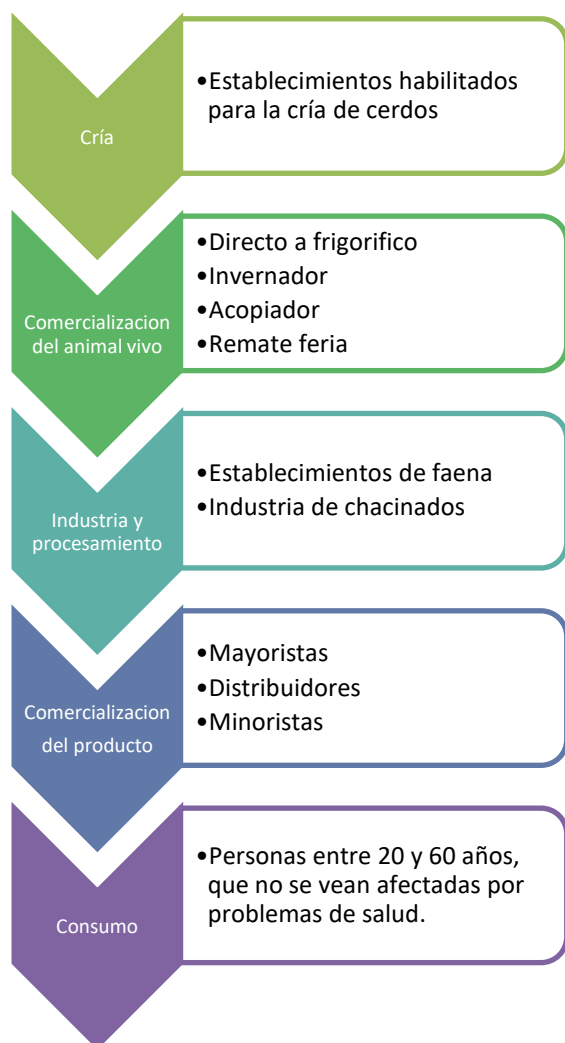 Cría
•Establecimientos habilitados
para la cría de cerdos
Comercializacion
del animal vivo
•Directo a frigorifico
•Invernador
•Acopiador
•Remate feria
Industria y
procesamiento
•Establecimientos de faena
•Industria de chacinados
Comercializacion
del producto
•Mayoristas
•Distribuidores
•Minoristas
Consumo
•Personas entre 20 y 60 años,
que no se vean afectadas por
problemas de salud.